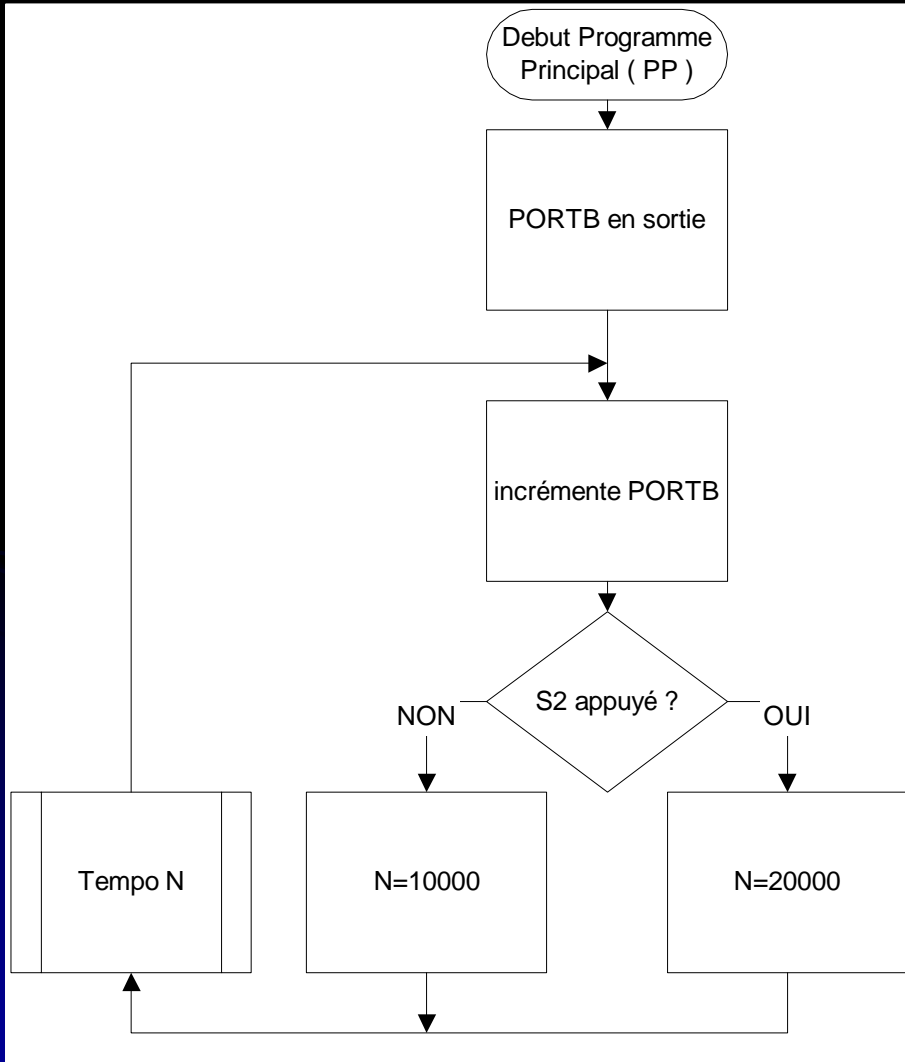 Debut Programme
Principal ( PP )
PORTB en sortie
incrémente PORTB
S2 appuyé ?
NON
OUI
Tempo N
N=10000
N=20000